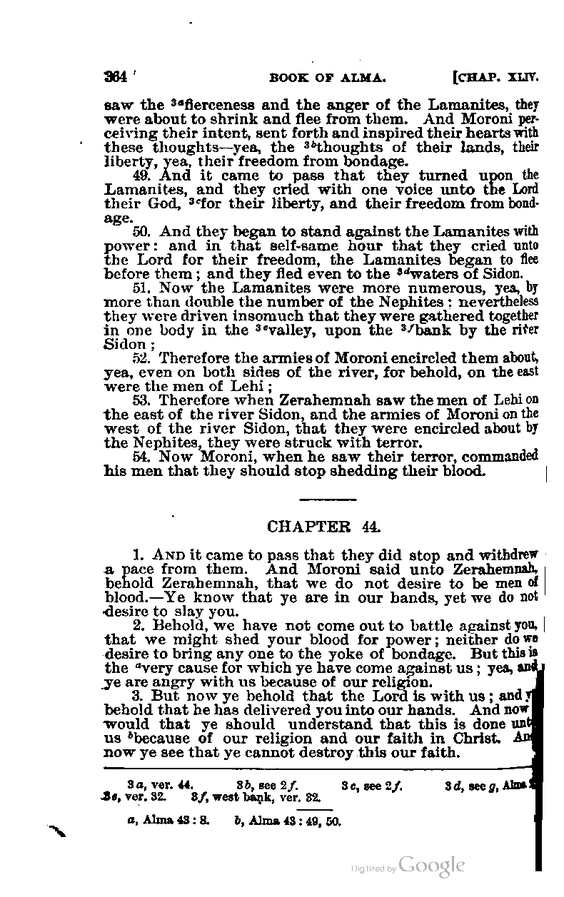 364 BOOK OF ALMA. [CHAP. XLIV.
saw the 3a fierceness and the anger of the Lamanites, they
were about to shrink and flee from them. And Moroni per-
ceiving their intent, sent forth and inspired their hearts with
these thoughts—yea, the 3b thoughts of their lands, their
liberty, yea, their freedom from bondage.
49. And it came to pass that they turned upon the
Lamanites, and they cried with one voice unto the Lord
their God, 3c for their liberty, and their freedom from bond-
age.
50. And they began to stand against the Lamanites with
power: and in that self-same hour that they cried unto
the Lord for their freedom, the Lamanites began to flee
before them; and they fled even to the 3d waters of Sidon.
51. Now the Lamanites were more numerous, yea, by
more than double the number of the Nephites: nevertheless
they were driven insomuch that they were gathered together
in one body in the 3e valley, upon the 3f bank by the river
Sidon;
52. Therefore the armies of Moroni encircled them about,
yea, even on both sides of the river, for behold, on the east
were the men of Lehi;
53. Therefore when Zerahemnah saw the men of Lehi on
the east of the river Sidon, and the armies of Moroni on the
west of the river Sidon, that they were encircled about by
the Nephites, they were struck with terror.
54. Now Moroni, when he saw their terror, commanded
his men that they should stop shedding their blood.
CHAPTER 44.
1. AND it came to pass that they did stop and withdrew
a pace from them. And Moroni said unto Zerahemnah,
behold Zerahemnah, that we do not desire to be men of
blood.—Ye know that ye are in our hands, yet we do not
desire to slay you.
2. Behold, we have not come out to battle against you,
that we might shed your blood for power; neither do we
desire to bring any one to the yoke of bondage. But this is
the a very cause for which ye have come against us; yea, and
ye are angry with us because of our religion.
3. But now ye behold that the Lord is with us; and
behold that he has delivered you into our hands. And now
would that ye should understand that this is done
us b because of our religion and our faith in Christ. And
now ye see that ye cannot destroy this our faith.
3a, ver. 44. 3b, see 2f. 3c, see 2f. 3d, see g, Alma
3e, ver. 32. 3f, west bank, ver. 32.
a, Alma 43:8. b, Alma 43:49, 50.
Digitized by Google